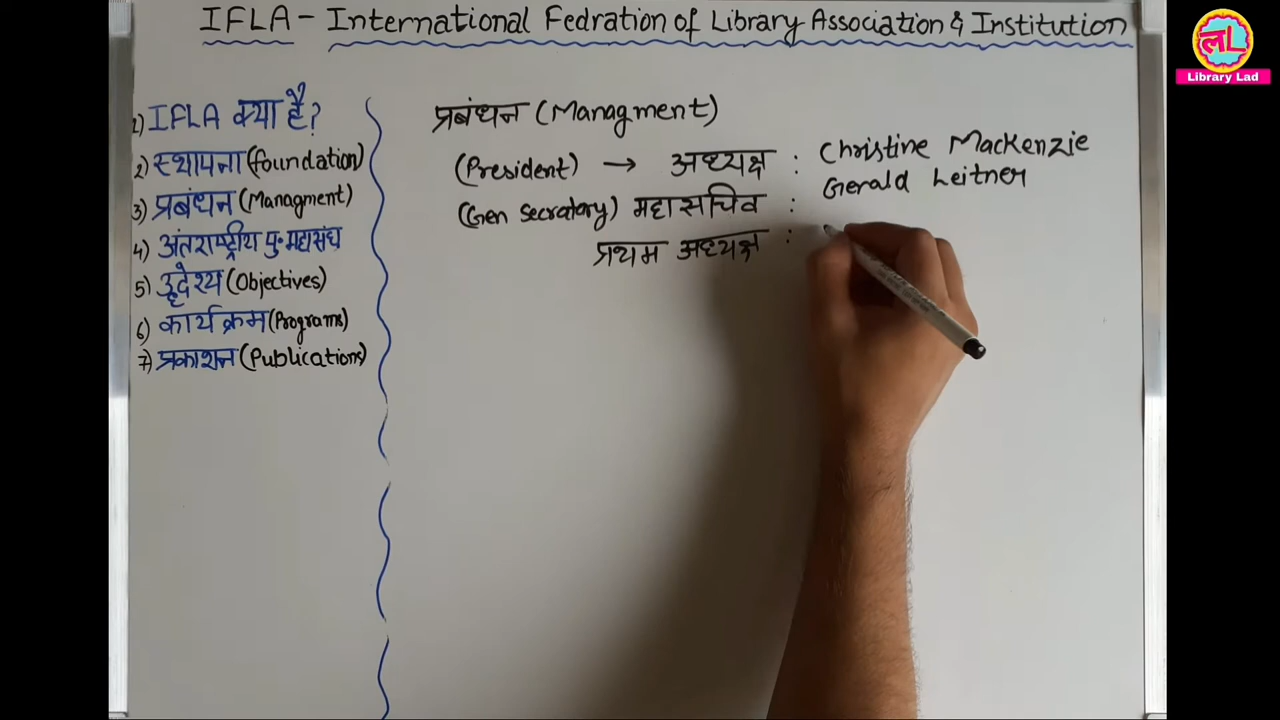 IFLA - International Fedration of Library Association & Institution
लL
Library Lad
1) IFLA क्या है?
2) स्थापना (foundation)
3) प्रबंधन (Managment)
4) अंतराष्ट्रीय पु. महासंघ
5) उद्देश्य (Objectives)
6) कार्यक्रम (Programs)
7) प्रकाशन (Publications)
प्रबंधन (Managment)
(President) → अध्यक्ष : Christine Mackenzie
(Gen Secratory) महासचिव : Gerald Leitner
प्रथम अध्यक्ष :